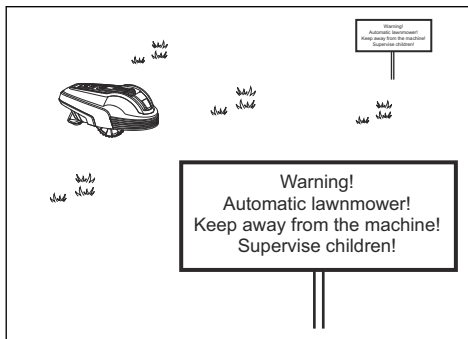 Warning!
Automatic lawnmower!
Keep away from the machine!
Supervise children!
Warning!
Automatic lawnmower!
Keep away from the machine!
Supervise children!